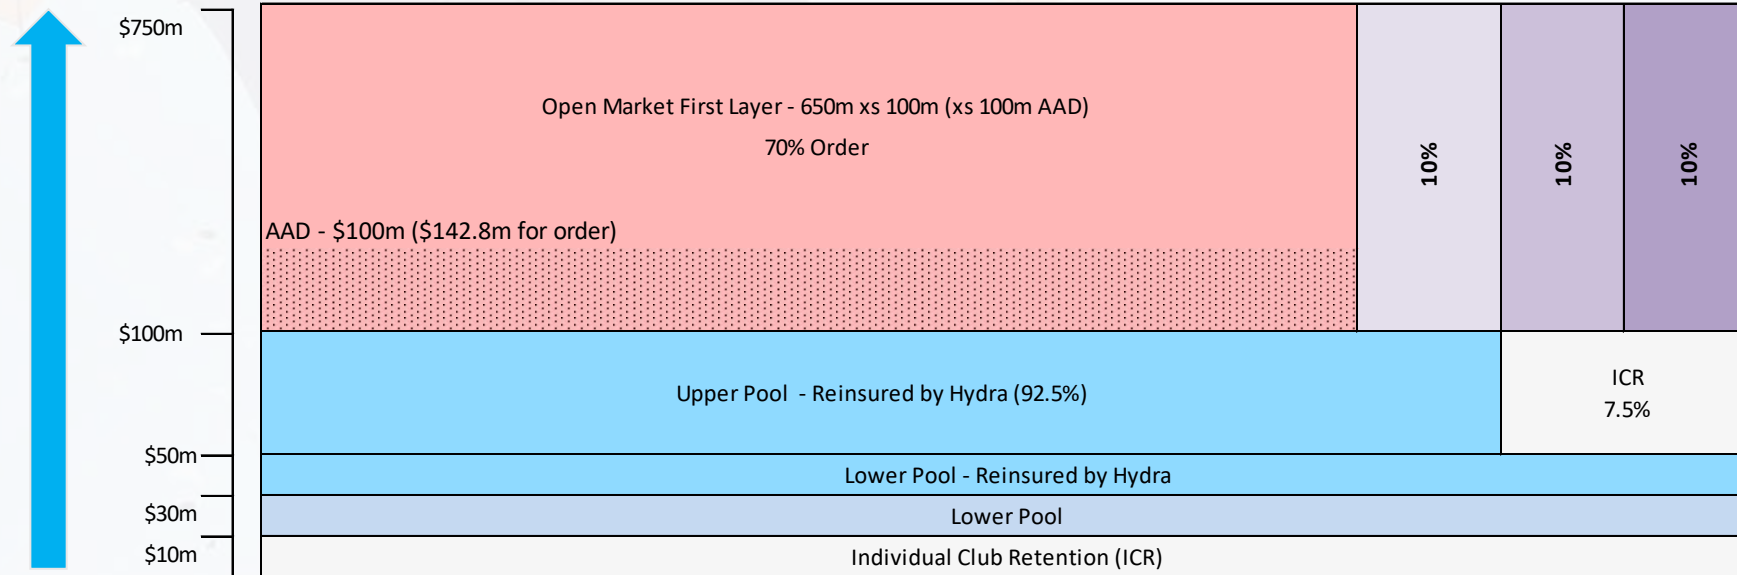 $750m
Open Market First Layer - 650m xs 100m (xs 100m AAD)
70% Order
10%
10%
10%
AAD - $100m ($142.8m for order)
$100m
Upper Pool - Reinsured by Hydra (92.5%)
ICR
7.5%
$50m
Lower Pool - Reinsured by Hydra
$30m
Lower Pool
$10m
Individual Club Retention (ICR)